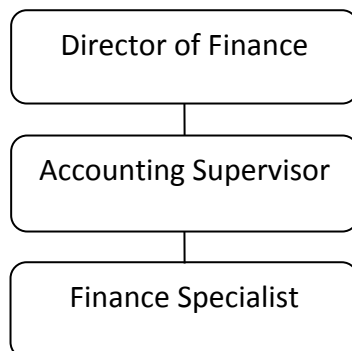 Director of Finance
Accounting Supervisor
Finance Specialist